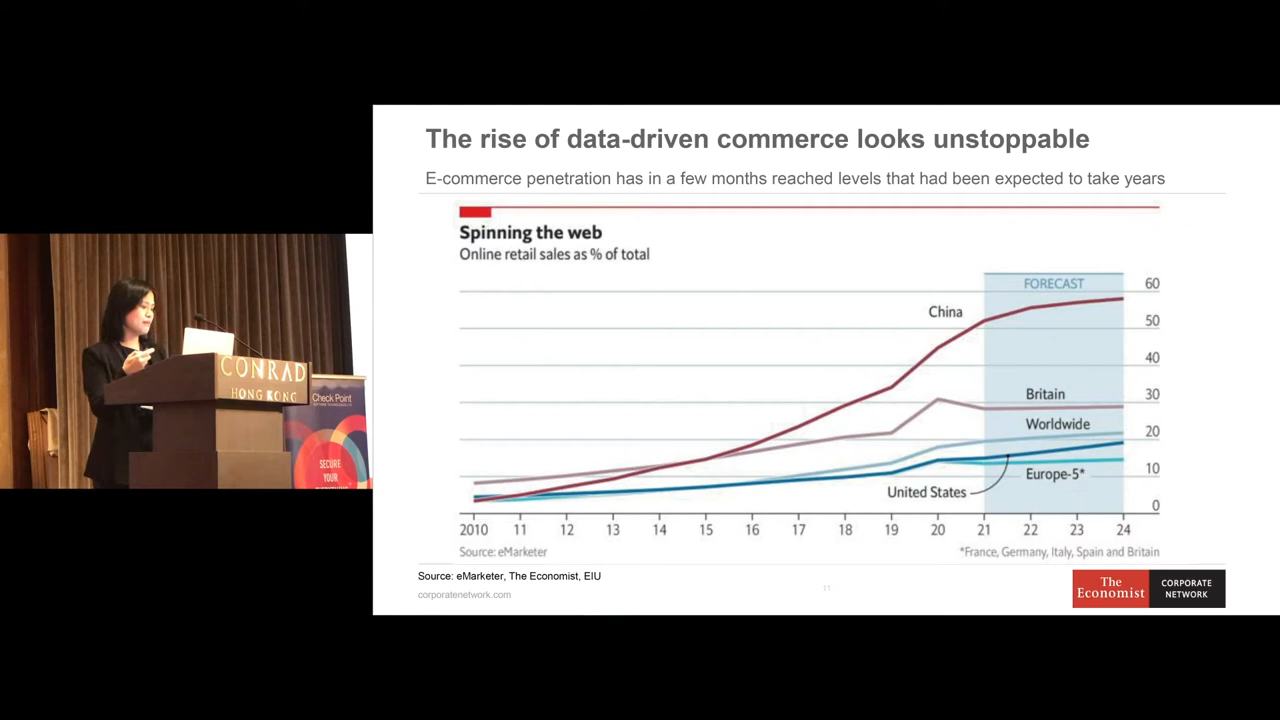 The rise of data-driven commerce looks unstoppable
E-commerce penetration has in a few months reached levels that had been expected to take years
Spinning the web
Online retail sales as % of total
FORECAST
60
China
50
40
Britain
30
Worldwide
20
Europe-5*
10
United States
0
2010 11 12 13 14 15 16 17 18 19 20 21 22 23 24
Source: eMarketer
*France, Germany, Italy, Spain and Britain
Source: eMarketer, The Economist, EIU
corporatenetwork.com
11
The
Economist
CORPORATE
NETWORK
CONRAD
HONG KONG
Check Point
SECURE
YOUR